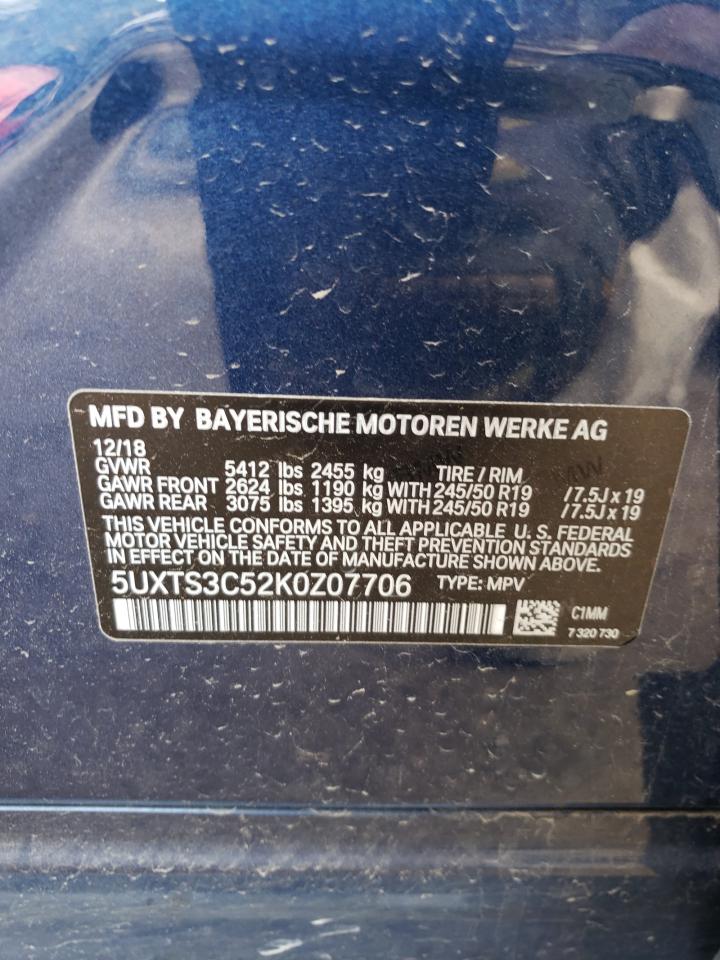 MFD BY BAYERISCHE MOTOREN WERKE AG
12/18
GVWR 5412 lbs 2455 kg TIRE / RIM
GAWR FRONT 2624 lbs 1190 kg WITH 245/50 R19 / 7.5J x 19
GAWR REAR 3075 lbs 1395 kg WITH 245/50 R19 / 7.5J x 19
THIS VEHICLE CONFORMS TO ALL APPLICABLE U. S. FEDERAL
MOTOR VEHICLE SAFETY AND THEFT PREVENTION STANDARDS
IN EFFECT ON THE DATE OF MANUFACTURE SHOWN ABOVE.
5UXTS3C52K0Z07706 TYPE: MPV
C1MM
7 320 730